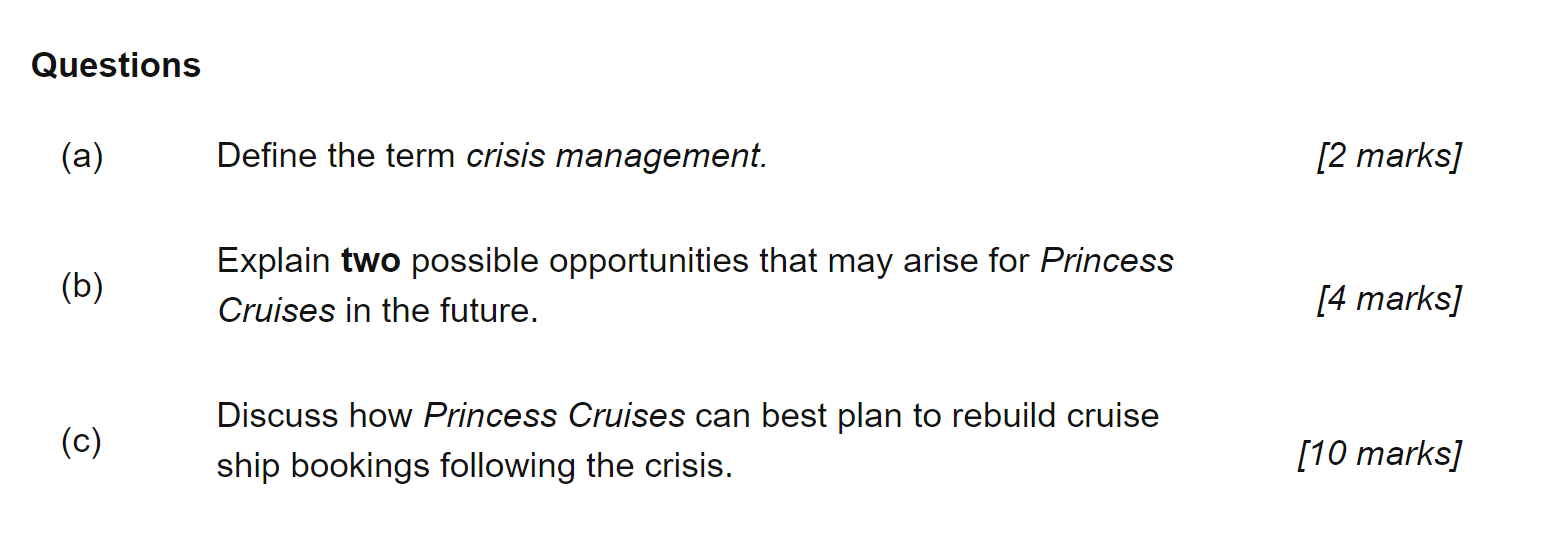 Questions
(a) Define the term crisis management. [2 marks]
Explain two possible opportunities that may arise for Princess
(b) Cruises in the future. [4 marks]
Discuss how Princess Cruises can best plan to rebuild cruise
(c) ship bookings following the crisis. [10 marks]